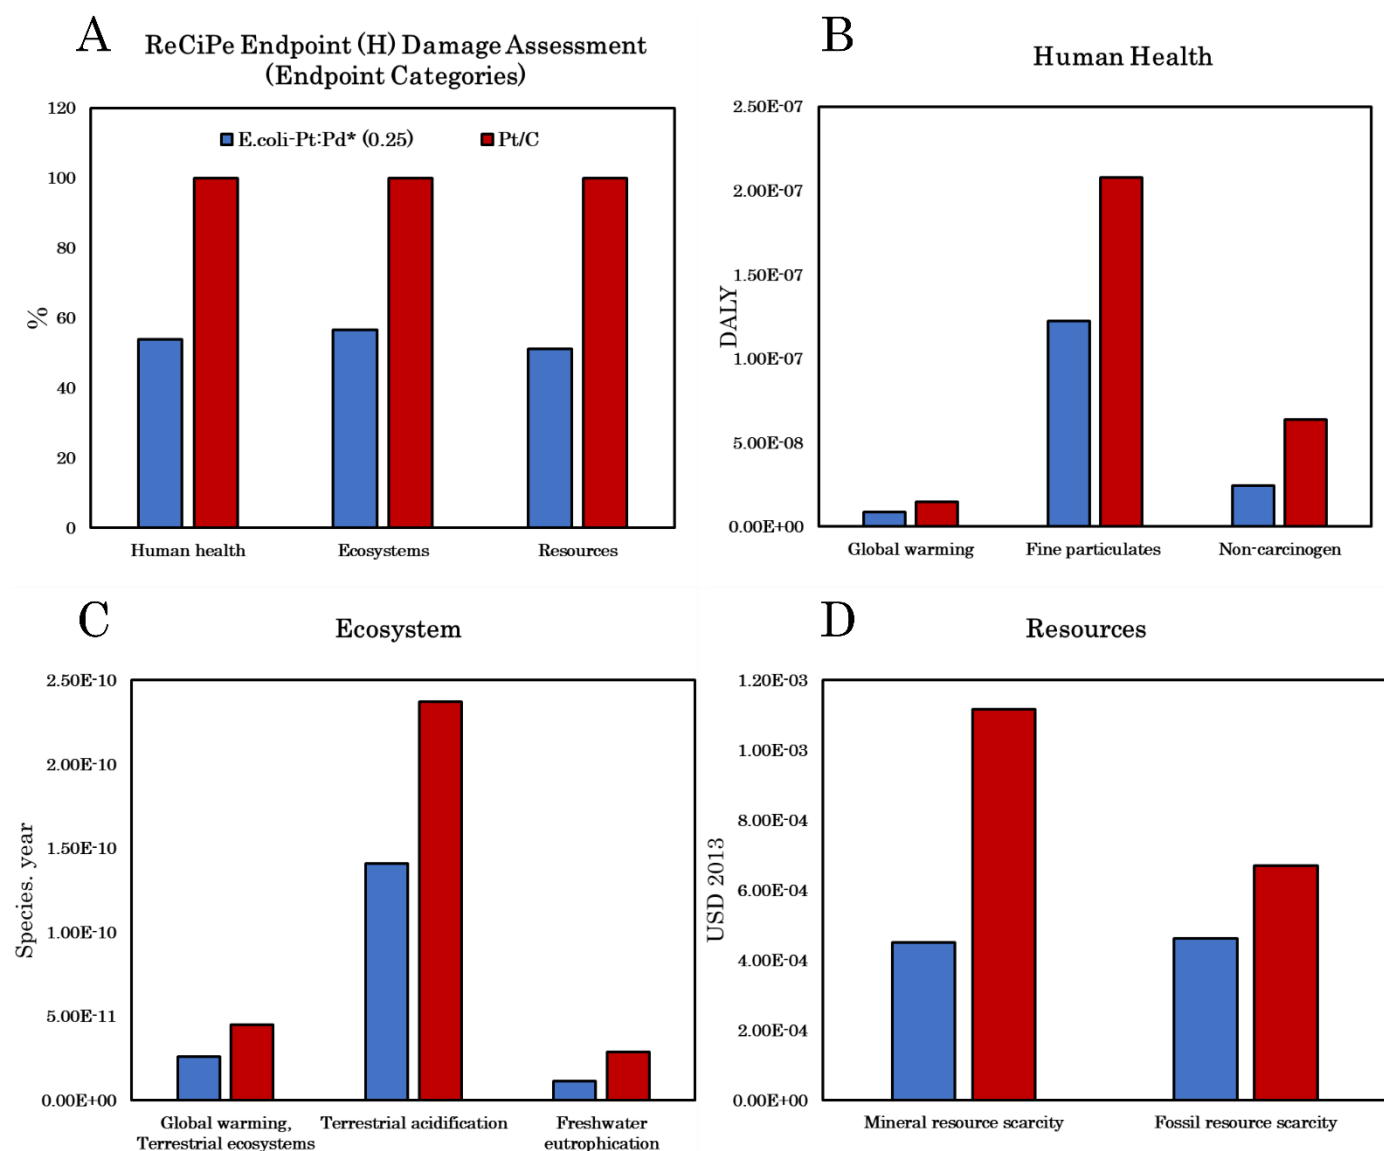 A
ReCiPe Endpoint (H) Damage Assessment
(Endpoint Categories)
120
100
80
60
40
20
0
%
E.coli-Pt:Pd* (0.25)
Pt/C
Human health
Ecosystems
Resources
B
Human Health
2.50E-07
2.00E-07
1.50E-07
1.00E-07
5.00E-08
0.00E+00
DALY
Global warming
Fine particulates
Non-carcinogen
C
Ecosystem
2.50E-10
2.00E-10
1.50E-10
1.00E-10
5.00E-11
0.00E+00
Species. year
Global warming,
Terrestrial ecosystems
Terrestrial acidification
Freshwater
eutrophication
D
Resources
1.20E-03
1.00E-03
8.00E-04
6.00E-04
4.00E-04
2.00E-04
0.00E+00
USD 2013
Mineral resource scarcity
Fossil resource scarcity